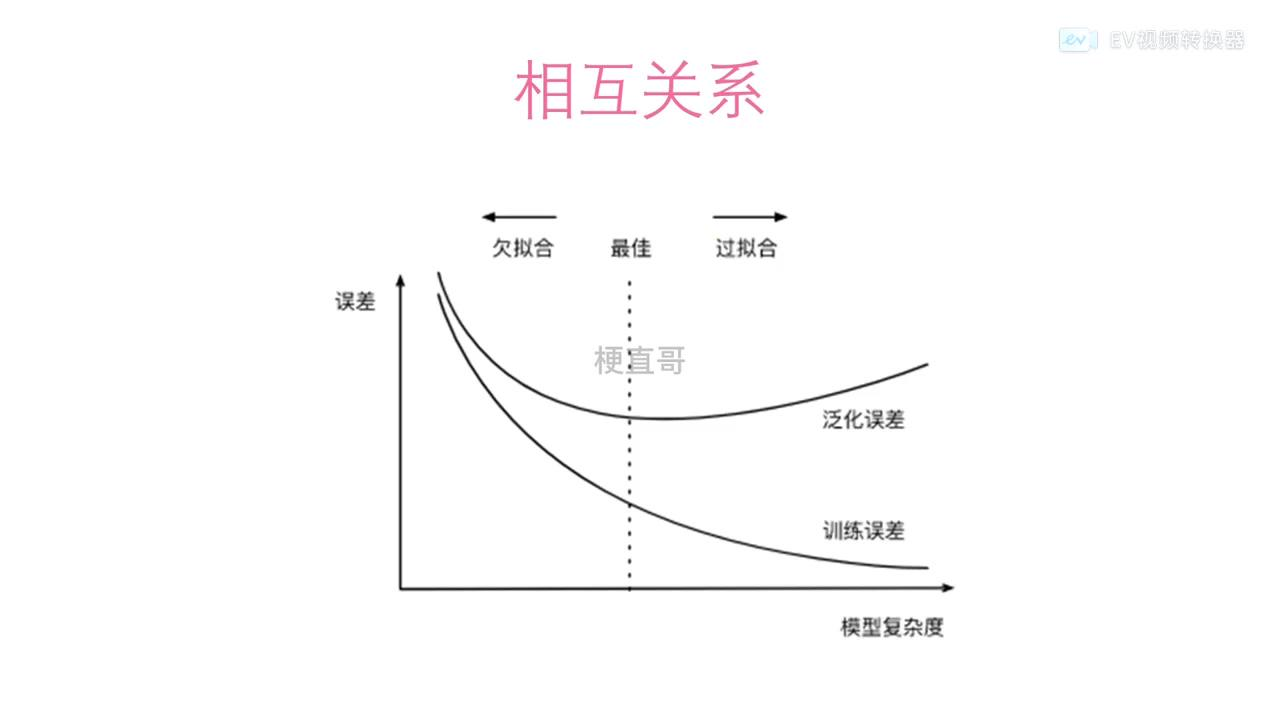 EV视频转换器
相互关系
欠拟合 最佳 过拟合
误差
梗直哥
泛化误差
训练误差
模型复杂度